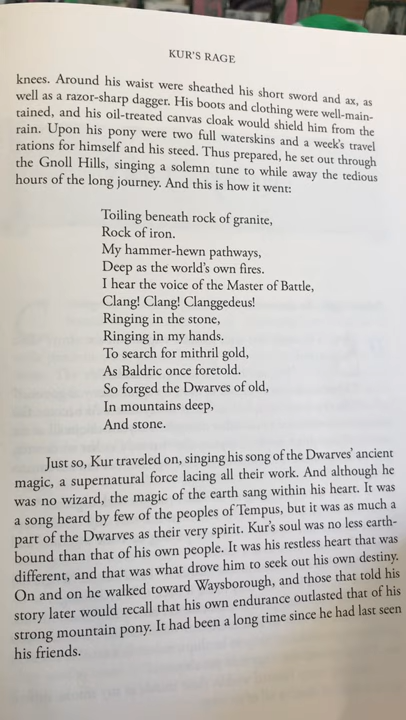 KUR'S RAGE
knees. Around his waist were sheathed his short sword and ax, as
well as a razor-sharp dagger. His boots and clothing were well-main-
tained, and his oil-treated canvas cloak would shield him from the
rain. Upon his pony were two full waterskins and a week's travel
rations for himself and his steed. Thus prepared, he set out through
the Gnoll Hills, singing a solemn tune to while away the tedious
hours of the long journey. And this is how it went:
Toiling beneath rock of granite,
Rock of iron.
My hammer-hewn pathways,
Deep as the world's own fires.
I hear the voice of the Master of Battle,
Clang! Clang! Clanggedeus!
Ringing in the stone,
Ringing in my hands.
To search for mithril gold,
As Baldric once foretold.
So forged the Dwarves of old,
In mountains deep,
And stone.
Just so, Kur traveled on, singing his song of the Dwarves' ancient
magic, a supernatural force lacing all their work. And although he
was no wizard, the magic of the earth sang within his heart. It was
a song heard by few of the peoples of Tempus, but it was as much a
part of the Dwarves as their very spirit. Kur's soul was no less earth-
bound than that of his own people. It was his restless heart that was
different, and that was what drove him to seek out his own destiny.
On and on he walked toward Waysborough, and those that told his
story later would recall that his own endurance outlasted that of his
strong mountain pony. It had been a long time since he had last seen
his friends.